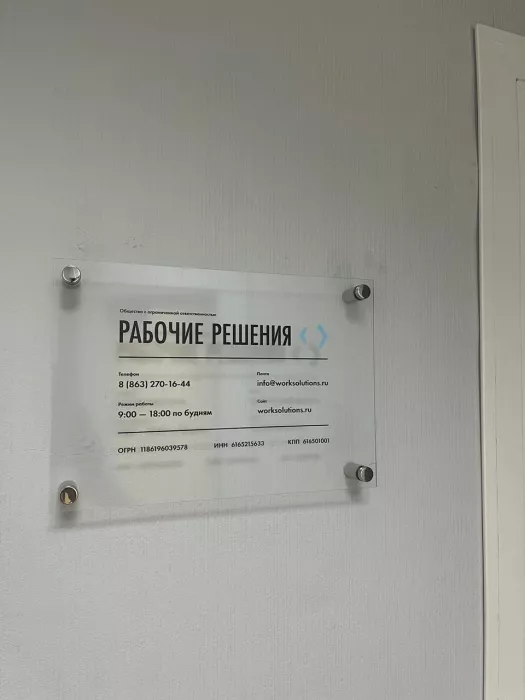 Общество с ограниченной ответственностью
РАБОЧИЕ РЕШЕНИЯ
Телефон Почта
8 (863) 270-16-44 info@worksolutions.ru
Режим работы Сайт
9:00 — 18:00 по будням worksolutions.ru
ОГРН 1186196039578 ИНН 6165215633 КПП 616501001